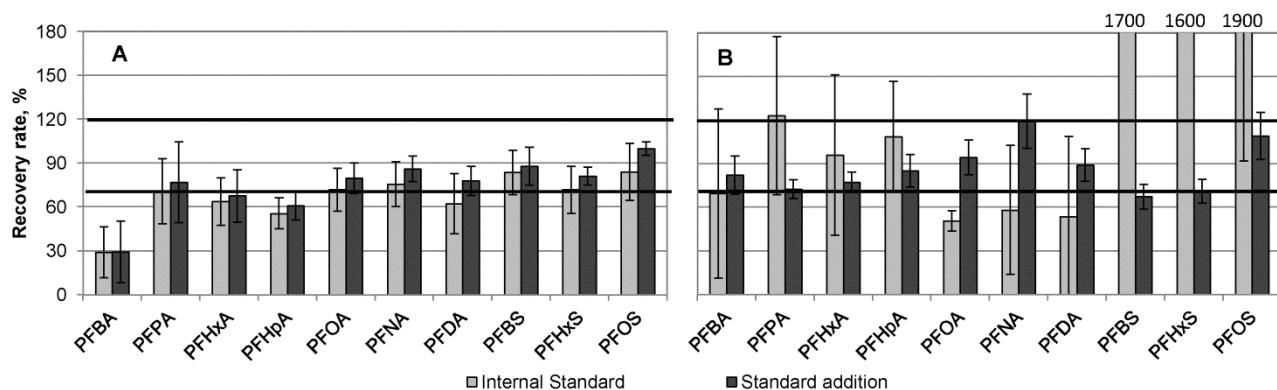 1700 1600 1900
180
A
B
150
120
90
60
30
0
Recovery rate, %
PFBA PFPA PFHxA PFHpA PFOA PFNA PFDA PFBS PFHxS PFOS
PFBA PFPA PFHxA PFHpA PFOA PFNA PFDA PFBS PFHxS PFOS
Internal Standard Standard addition